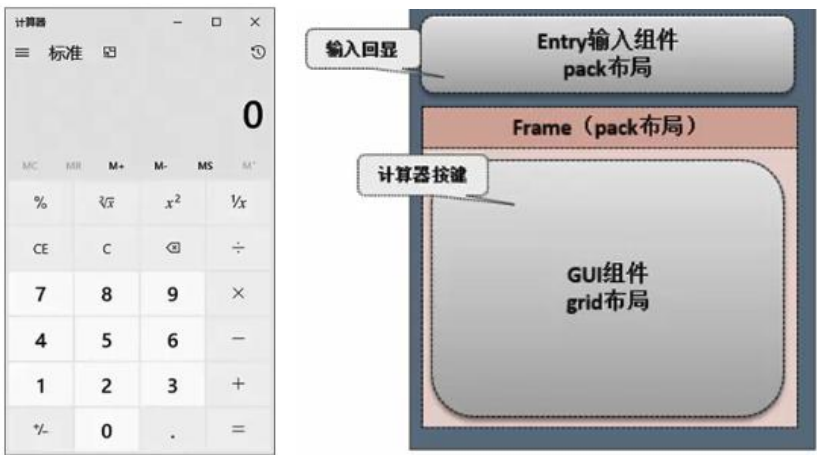 计算器
标准
0
MC MR M+ M- MS M˅
% ²√x x² ¹/x
CE C ÷
7 8 9 ×
4 5 6 −
1 2 3 +
⁺/₋ 0 . =
输入回显
Entry输入组件
pack布局
Frame（pack布局）
计算器按键
GUI组件
grid布局